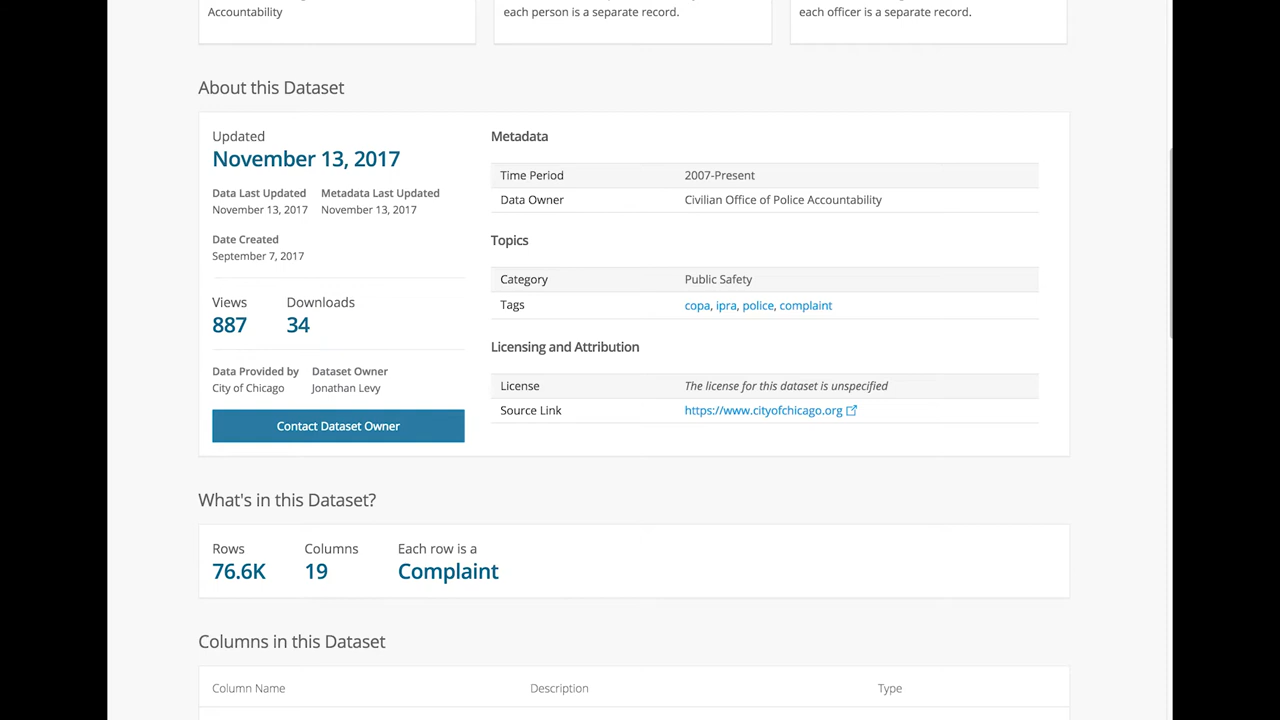 Accountability
each person is a separate record.
each officer is a separate record.
About this Dataset
Updated
November 13, 2017
Data Last Updated Metadata Last Updated
November 13, 2017 November 13, 2017
Date Created
September 7, 2017
Views Downloads
887 34
Data Provided by Dataset Owner
City of Chicago Jonathan Levy
Contact Dataset Owner
Metadata
Time Period 2007-Present
Data Owner Civilian Office of Police Accountability
Topics
Category Public Safety
Tags copa, ipra, police, complaint
Licensing and Attribution
License The license for this dataset is unspecified
Source Link https://www.cityofchicago.org
What's in this Dataset?
Rows Columns Each row is a
76.6K 19 Complaint
Columns in this Dataset
Column Name Description Type